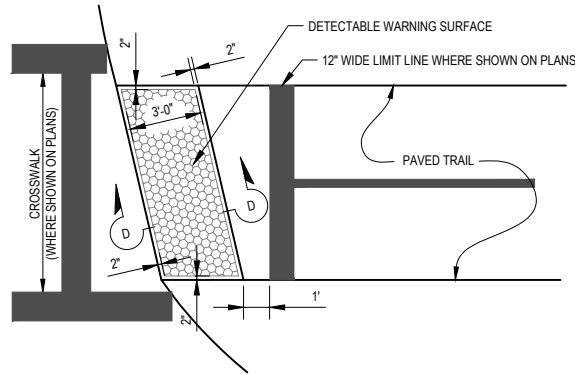 DETECTABLE WARNING SURFACE
2"
2"
12" WIDE LIMIT LINE WHERE SHOWN ON PLANS
3'-0"
CROSSWALK
(WHERE SHOWN ON PLANS)
PAVED TRAIL
D
D
2"
2"
1'